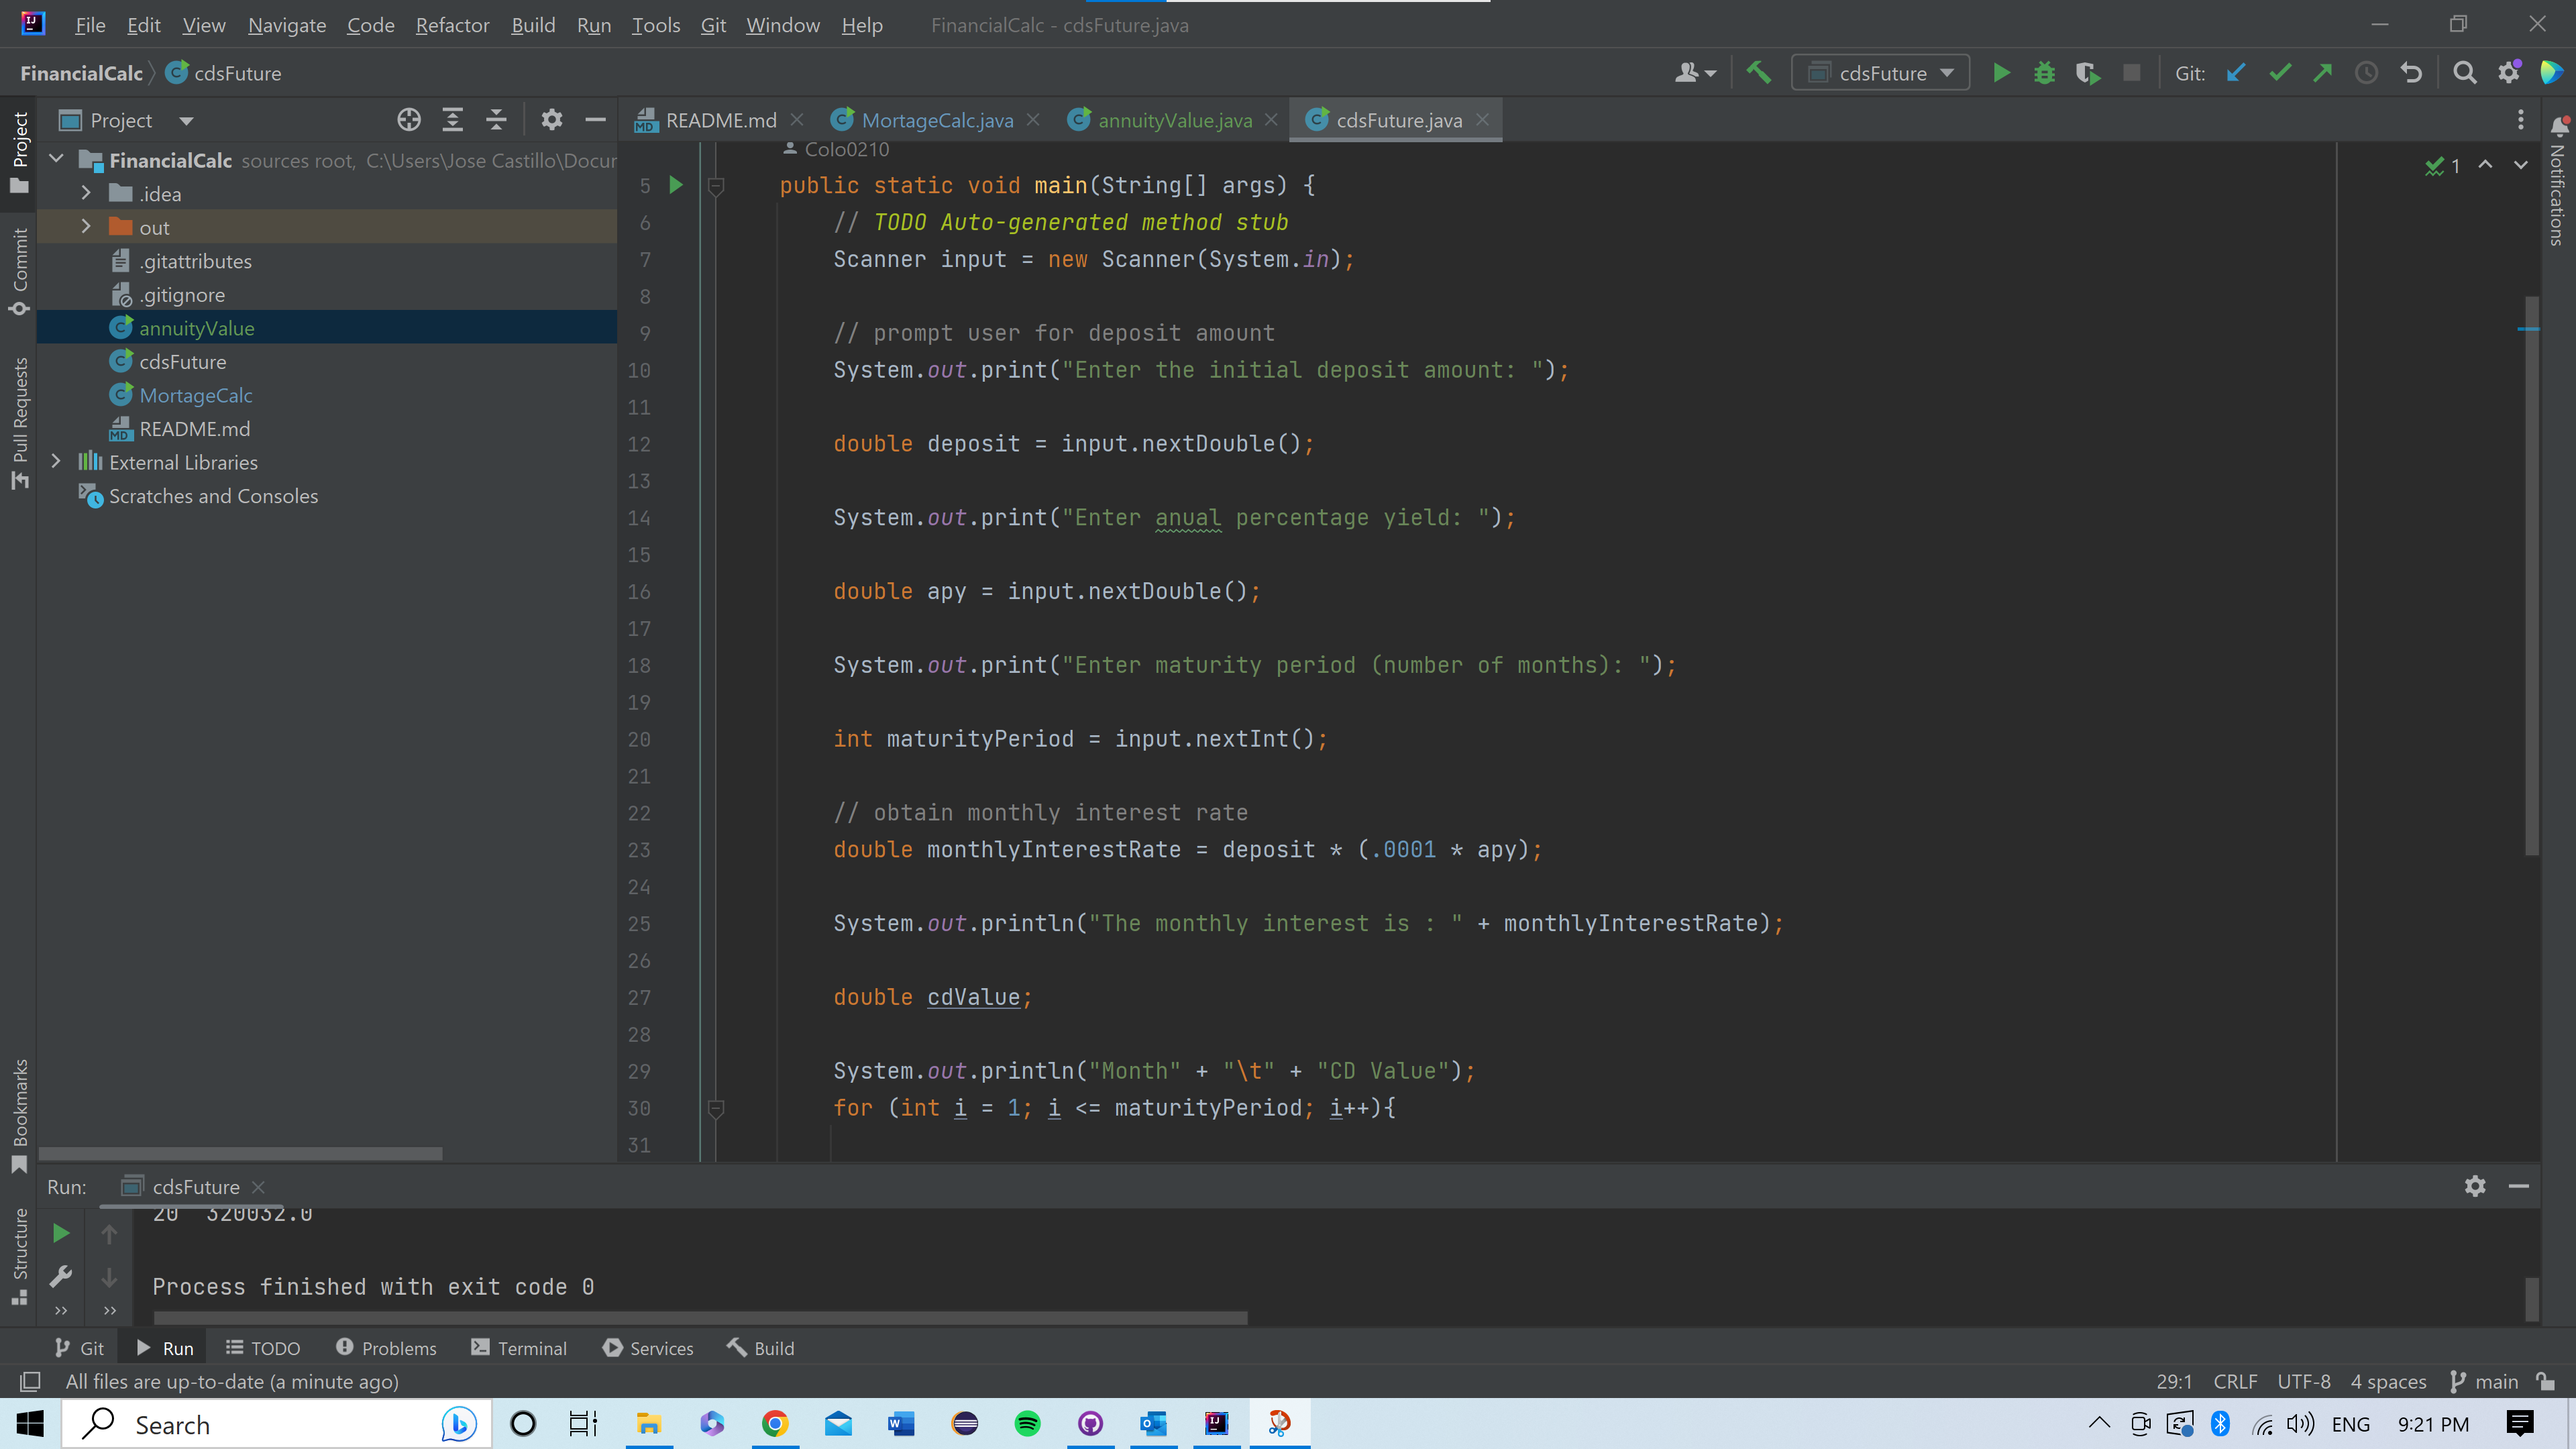 File Edit View Navigate Code Refactor Build Run Tools Git Window Help FinancialCalc - cdsFuture.java
FinancialCalc cdsFuture cdsFuture Git:
Project README.md MortageCalc.java annuityValue.java cdsFuture.java
Project
Commit
Pull Requests
Bookmarks
Structure
Notifications
FinancialCalc sources root, C:\Users\Jose Castillo\Docur
.idea
out
.gitattributes
.gitignore
annuityValue
cdsFuture
MortageCalc
README.md
External Libraries
Scratches and Consoles
Colo0210
1
5 public static void main(String[] args) {
6 // TODO Auto-generated method stub
7 Scanner input = new Scanner(System.in);
8
9 // prompt user for deposit amount
10 System.out.print("Enter the initial deposit amount: ");
11
12 double deposit = input.nextDouble();
13
14 System.out.print("Enter anual percentage yield: ");
15
16 double apy = input.nextDouble();
17
18 System.out.print("Enter maturity period (number of months): ");
19
20 int maturityPeriod = input.nextInt();
21
22 // obtain monthly interest rate
23 double monthlyInterestRate = deposit * (.0001 * apy);
24
25 System.out.println("The monthly interest is : " + monthlyInterestRate);
26
27 double cdValue;
28
29 System.out.println("Month" + "\t" + "CD Value");
30 for (int i = 1; i <= maturityPeriod; i++){
31
Run: cdsFuture
20 320032.0
Process finished with exit code 0
Git Run TODO Problems Terminal Services Build
All files are up-to-date (a minute ago) 29:1 CRLF UTF-8 4 spaces main
Search ENG 9:21 PM